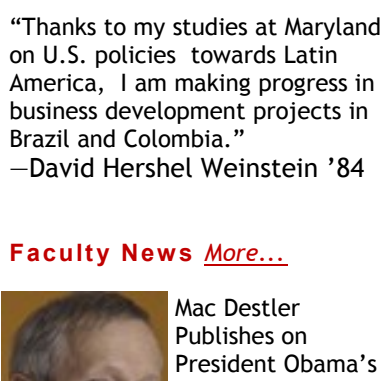 “Thanks to my studies at Maryland
on U.S. policies towards Latin
America, I am making progress in
business development projects in
Brazil and Colombia.”
—David Hershel Weinstein ’84
Faculty News More...
Mac Destler
Publishes on
President Obama’s